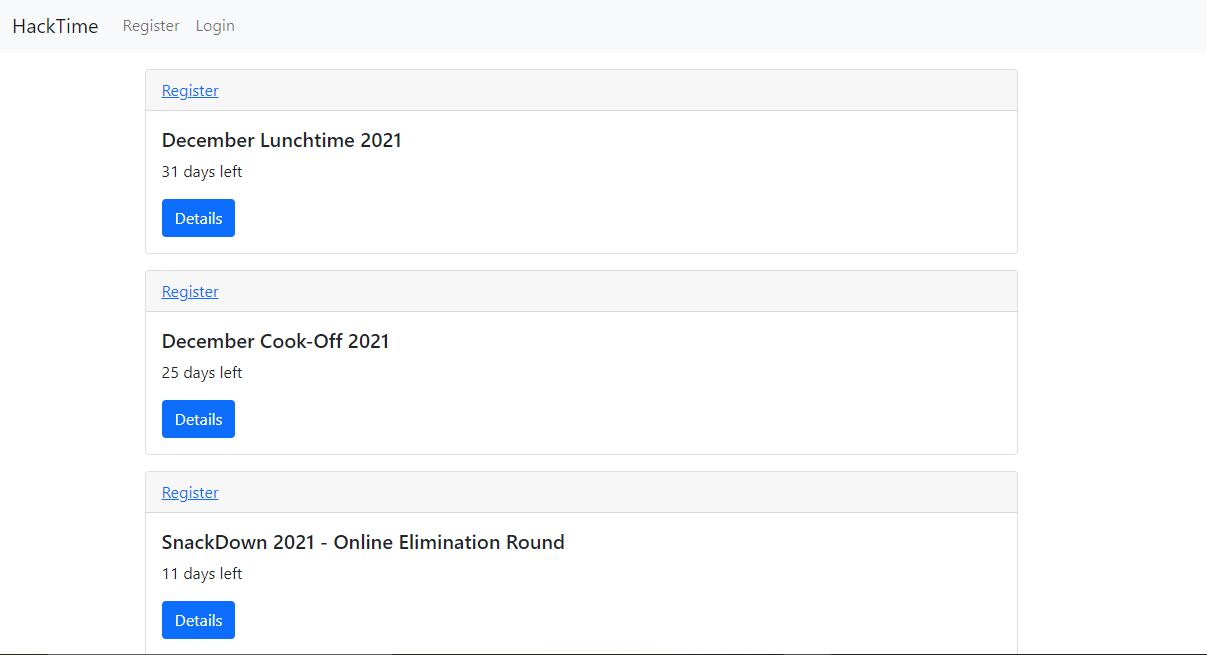 HackTime Register Login
Register
December Lunchtime 2021
31 days left
Details
Register
December Cook-Off 2021
25 days left
Details
Register
SnackDown 2021 - Online Elimination Round
11 days left
Details